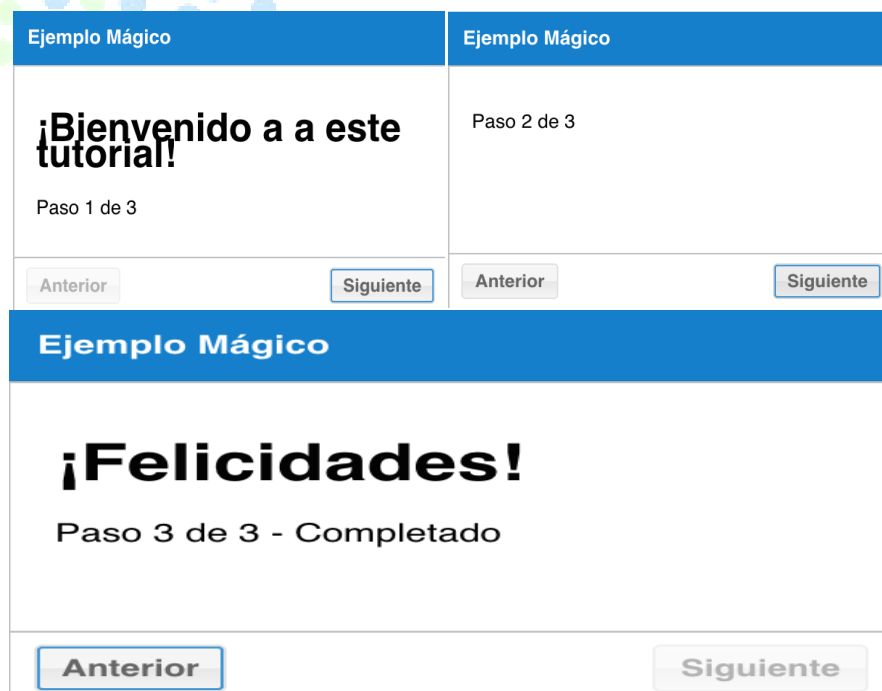 Ejemplo Mágico
¡Bienvenido a a este
tutorial!
Paso 1 de 3
Anterior
Siguiente
Ejemplo Mágico
Paso 2 de 3
Anterior
Siguiente
Ejemplo Mágico
¡Felicidades!
Paso 3 de 3 - Completado
Anterior
Siguiente